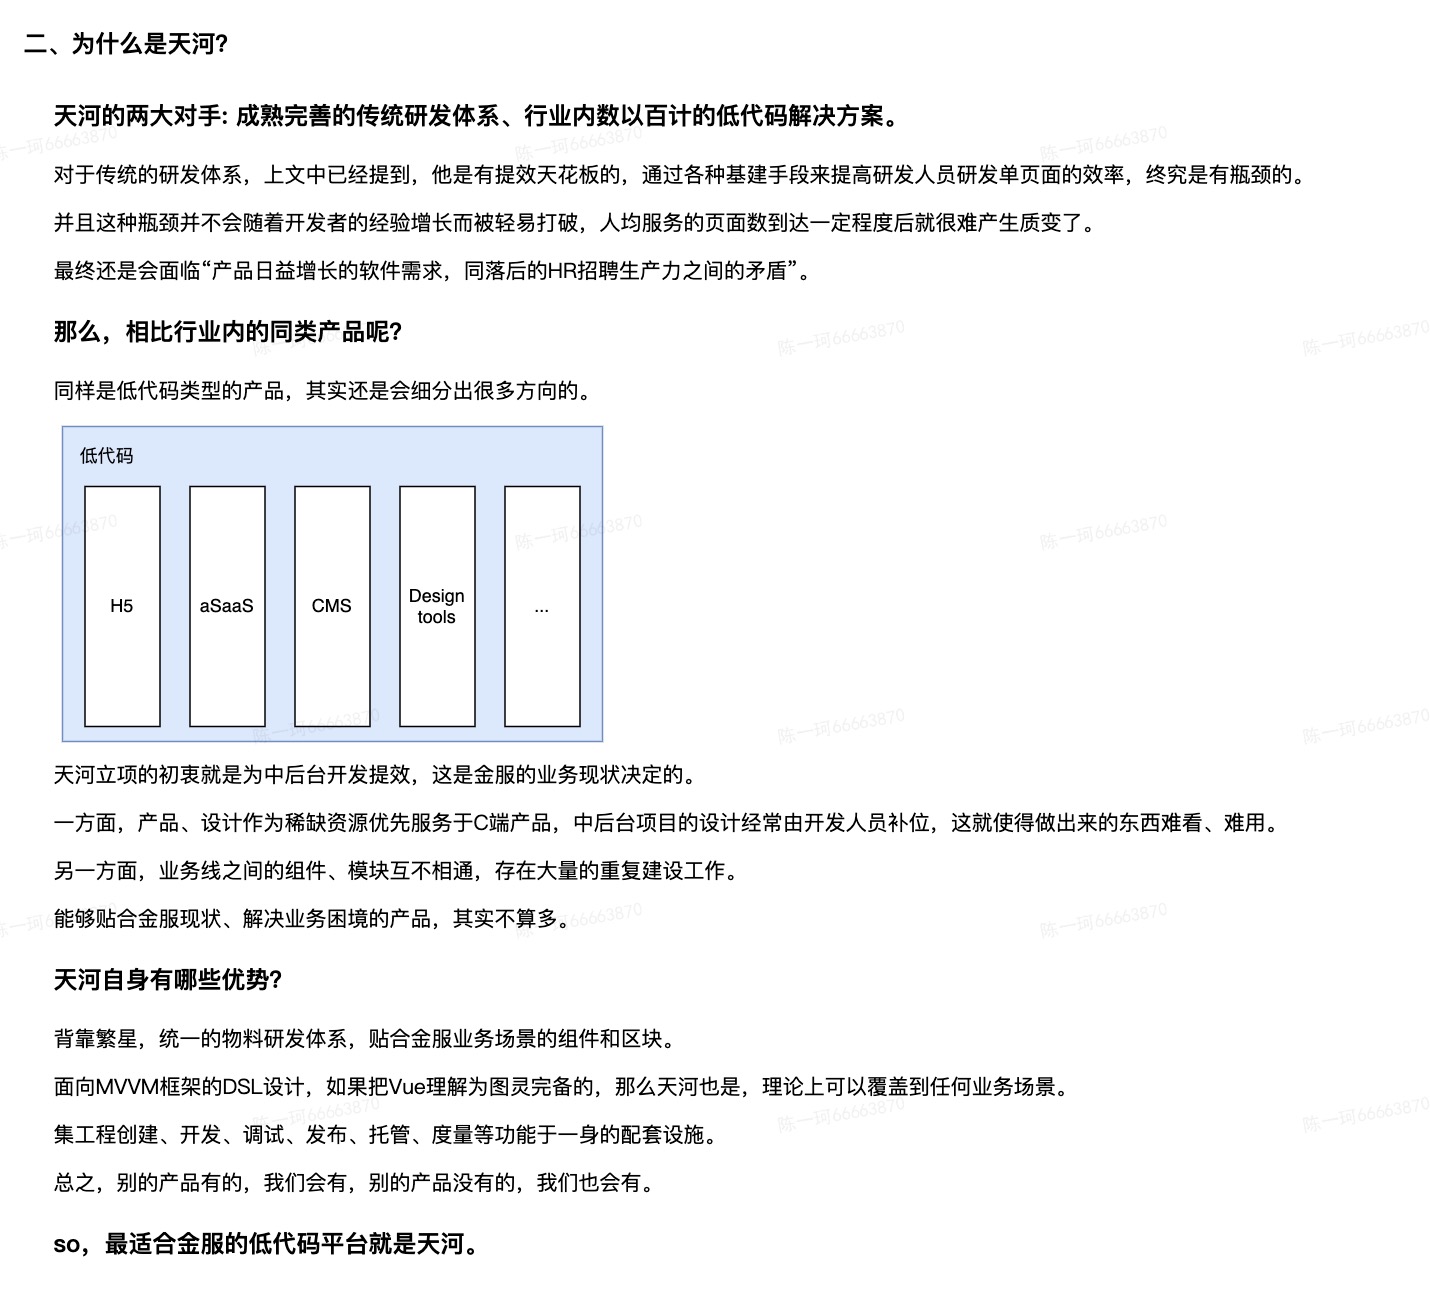 二、为什么是天河？
天河的两大对手: 成熟完善的传统研发体系、行业内数以百计的低代码解决方案。
对于传统的研发体系，上文中已经提到，他是有提效天花板的，通过各种基建手段来提高研发人员研发单页面的效率，终究是有瓶颈的。
并且这种瓶颈并不会随着开发者的经验增长而被轻易打破，人均服务的页面数到达一定程度后就很难产生质变了。
最终还是会面临“产品日益增长的软件需求，同落后的HR招聘生产力之间的矛盾”。
那么，相比行业内的同类产品呢？
同样是低代码类型的产品，其实还是会细分出很多方向的。
低代码
H5
aSaaS
CMS
Design
tools
...
天河立项的初衷就是为中后台开发提效，这是金服的业务现状决定的。
一方面，产品、设计作为稀缺资源优先服务于C端产品，中后台项目的设计经常由开发人员补位，这就使得做出来的东西难看、难用。
另一方面，业务线之间的组件、模块互不相通，存在大量的重复建设工作。
能够贴合金服现状、解决业务困境的产品，其实不算多。
天河自身有哪些优势？
背靠繁星，统一的物料研发体系，贴合金服业务场景的组件和区块。
面向MVVM框架的DSL设计，如果把Vue理解为图灵完备的，那么天河也是，理论上可以覆盖到任何业务场景。
集工程创建、开发、调试、发布、托管、度量等功能于一身的配套设施。
总之，别的产品有的，我们会有，别的产品没有的，我们也会有。
so，最适合金服的低代码平台就是天河。
陈一珂66663870